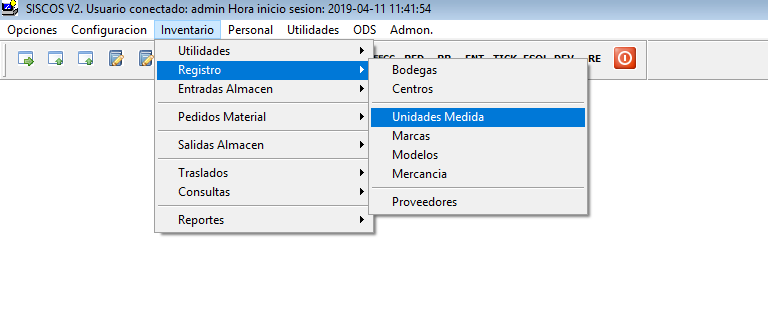 SISCOS V2. Usuario conectado: admin Hora inicio sesion: 2019-04-11 11:41:54
Opciones Configuracion Inventario Personal Utilidades ODS Admon.
Utilidades
Registro
Entradas Almacen
Pedidos Material
Salidas Almacen
Traslados
Consultas
Reportes
RED RP ENT TICK ESOL DEV RE
Bodegas
Centros
Unidades Medida
Marcas
Modelos
Mercancia
Proveedores